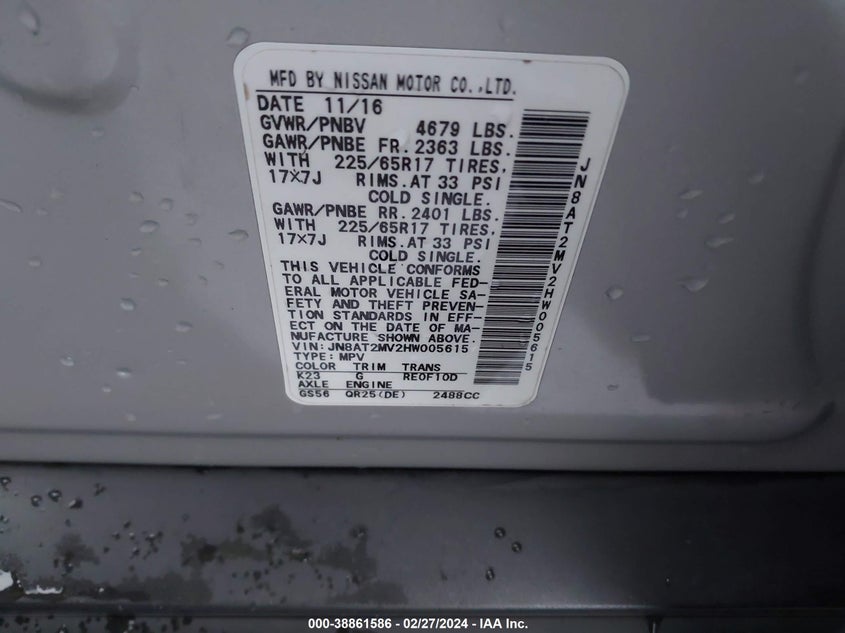 MFD BY NISSAN MOTOR CO.,LTD.
DATE 11/16
GVWR/PNBV 4679 LBS.
GAWR/PNBE FR. 2363 LBS.
WITH 225/65R17 TIRES,
17×7J RIMS.AT 33 PSI
COLD SINGLE.
GAWR/PNBE RR. 2401 LBS.
WITH 225/65R17 TIRES,
17×7J RIMS.AT 33 PSI
COLD SINGLE.
THIS VEHICLE CONFORMS
TO ALL APPLICABLE FED-
ERAL MOTOR VEHICLE SA-
FETY AND THEFT PREVEN-
TION STANDARDS IN EFF-
ECT ON THE DATE OF MA-
NUFACTURE SHOWN ABOVE.
VIN: JN8AT2MV2HW005615
TYPE: MPV
COLOR TRIM TRANS
K23 G RE0F10D
AXLE ENGINE
GS56 QR25(DE) 2488CC
JN8AT2MV2HW005615
000-38861586 - 02/27/2024 - IAA Inc.